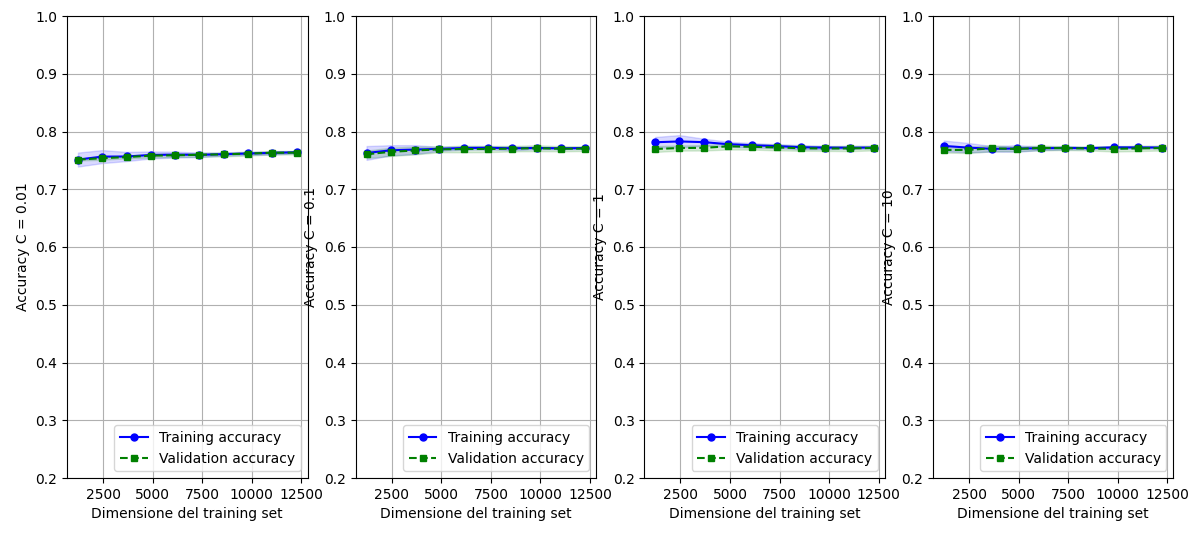 Accuracy C = 0.01
1.0
0.9
0.8
0.7
0.6
0.5
0.4
0.3
0.2
2500 5000 7500 10000 12500
Dimensione del training set
Training accuracy
Validation accuracy
Accuracy C = 0.1
1.0
0.9
0.8
0.7
0.6
0.5
0.4
0.3
0.2
2500 5000 7500 10000 12500
Dimensione del training set
Training accuracy
Validation accuracy
Accuracy C = 1
1.0
0.9
0.8
0.7
0.6
0.5
0.4
0.3
0.2
2500 5000 7500 10000 12500
Dimensione del training set
Training accuracy
Validation accuracy
Accuracy C = 10
1.0
0.9
0.8
0.7
0.6
0.5
0.4
0.3
0.2
2500 5000 7500 10000 12500
Dimensione del training set
Training accuracy
Validation accuracy